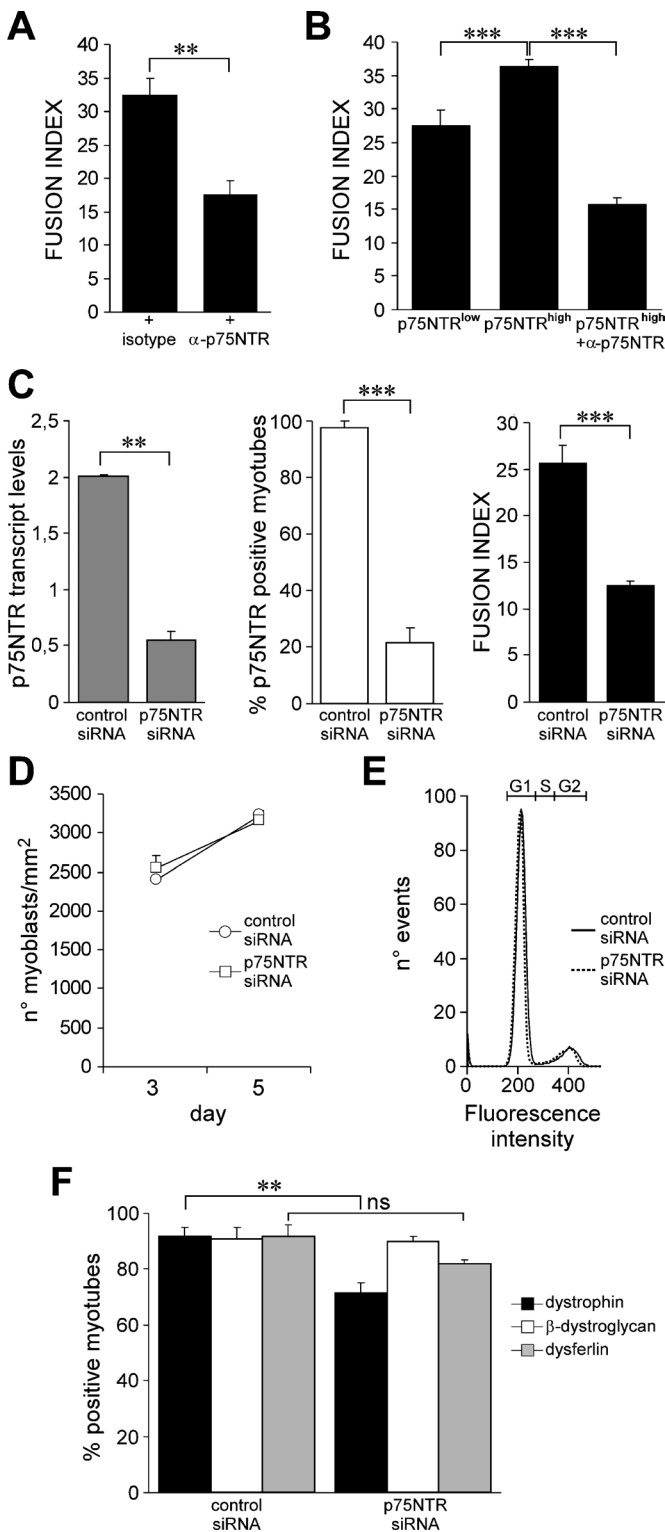 A
**
FUSION INDEX
40
35
30
25
20
15
10
5
0
+
isotype
+
α-p75NTR
B
***
***
FUSION INDEX
40
35
30
25
20
15
10
5
0
p75NTRlow
p75NTRhigh
p75NTRhigh
+α-p75NTR
C
**
p75NTR transcript levels
2,5
2
1,5
1
0,5
0
control
siRNA
p75NTR
siRNA
***
% p75NTR positive myotubes
100
80
60
40
20
0
control
siRNA
p75NTR
siRNA
***
FUSION INDEX
30
25
20
15
10
5
0
control
siRNA
p75NTR
siRNA
D
n° myoblasts/mm2
3500
3000
2500
2000
1500
1000
500
0
3
5
day
control
siRNA
p75NTR
siRNA
E
G1 S G2
n° events
100
80
60
40
20
0
0
200
400
Fluorescence
intensity
control
siRNA
p75NTR
siRNA
F
**
ns
% positive myotubes
100
80
60
40
20
0
control
siRNA
p75NTR
siRNA
dystrophin
β-dystroglycan
dysferlin